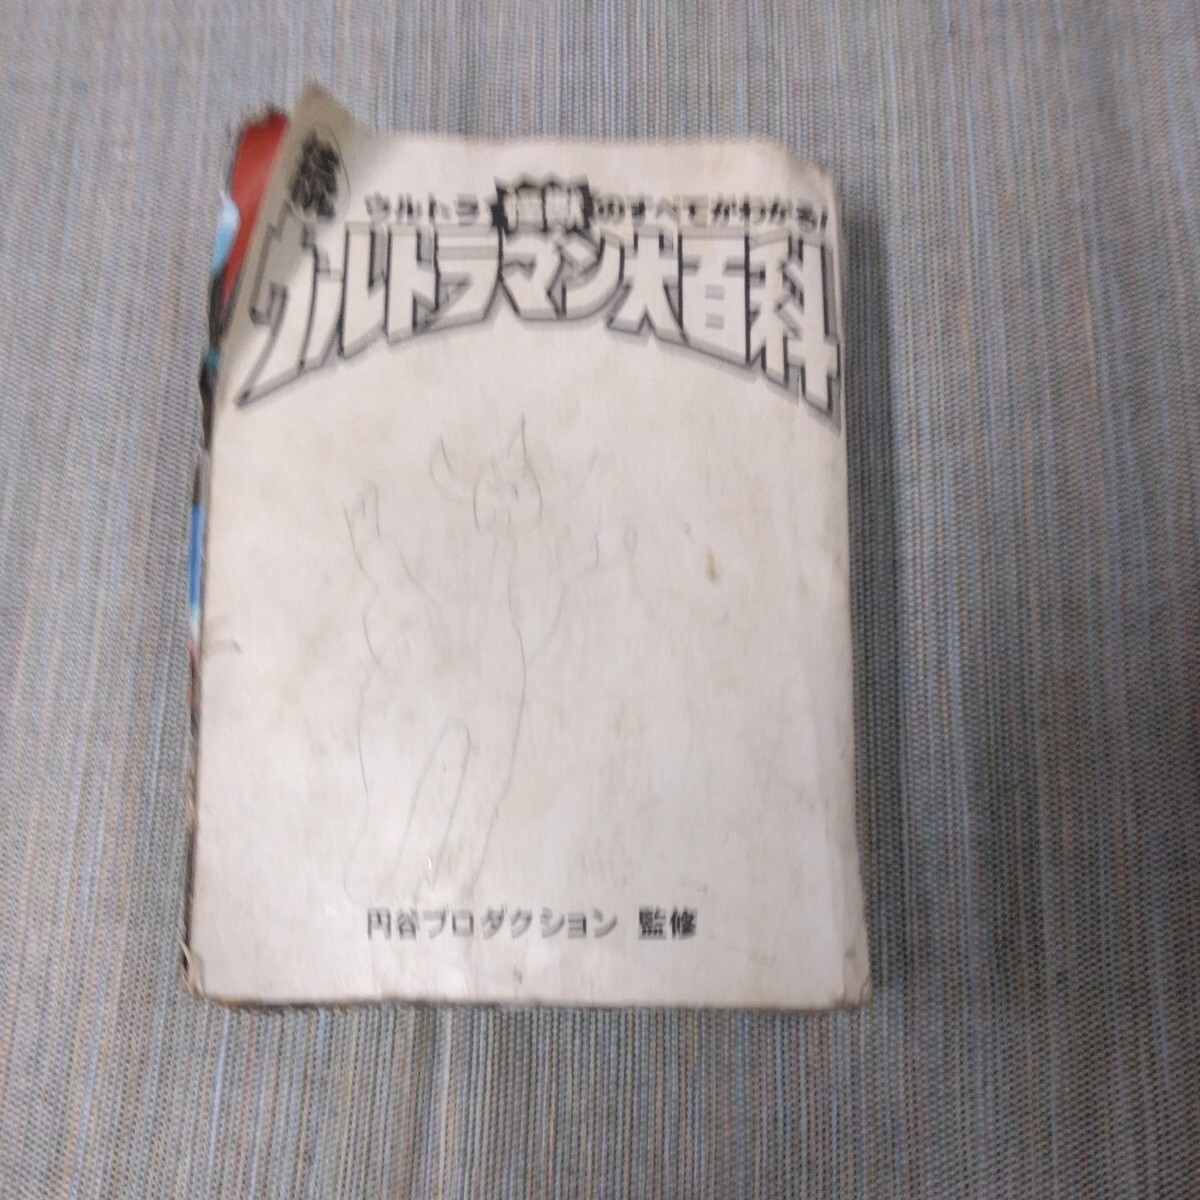 ウルトラ怪獣のすべてがわかる!
ウルトラマン大百科
円谷プロダクション 監修